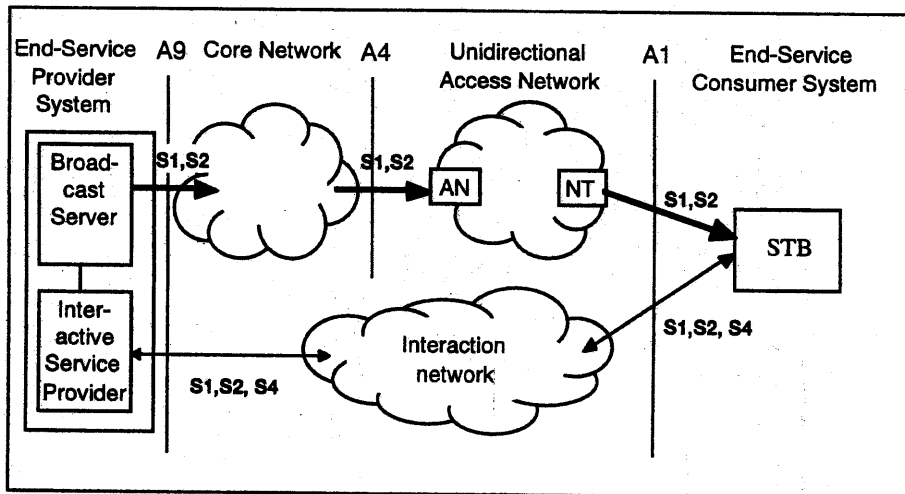 End-Service
Provider
System
A9
Core Network
A4
Unidirectional
Access Network
A1
End-Service
Consumer System
Broad-
cast
Server
S1,S2
S1,S2
AN
NT
S1,S2
STB
Inter-
active
Service
Provider
S1,S2, S4
Interaction
network
S1,S2, S4